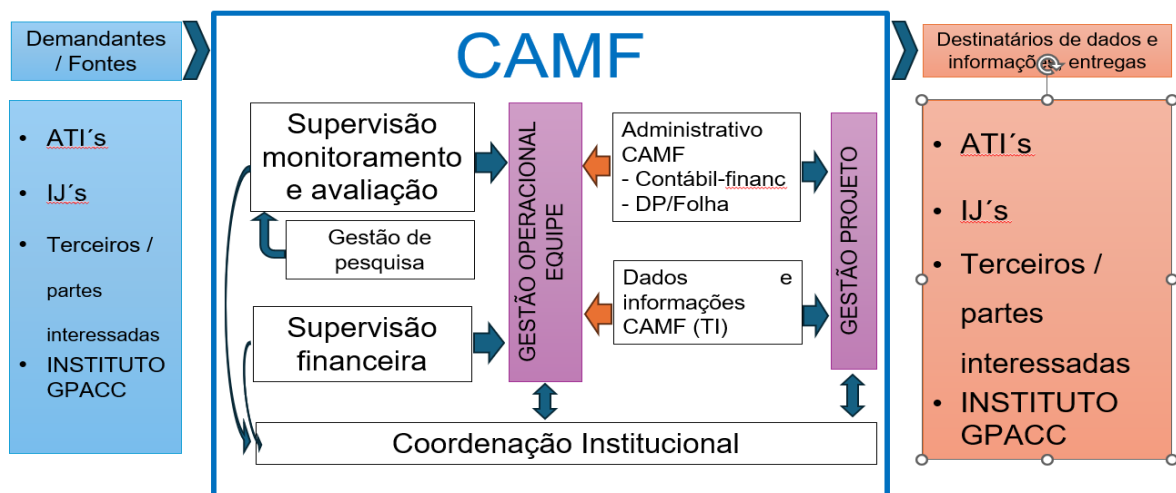 Demandantes
/ Fontes
• ATI´s
• IJ´s
• Terceiros /
partes
interessadas
• INSTITUTO
GPACC
CAMF
Supervisão
monitoramento
e avaliação
Gestão de
pesquisa
Supervisão
financeira
GESTÃO OPERACIONAL
EQUIPE
Administrativo
CAMF
- Contábil-financ
- DP/Folha
Dados e
informações
CAMF (TI)
GESTÃO PROJETO
Coordenação Institucional
Destinatários de dados e
entregas
• ATI´s
• IJ´s
• Terceiros /
partes
interessadas
• INSTITUTO
GPACC